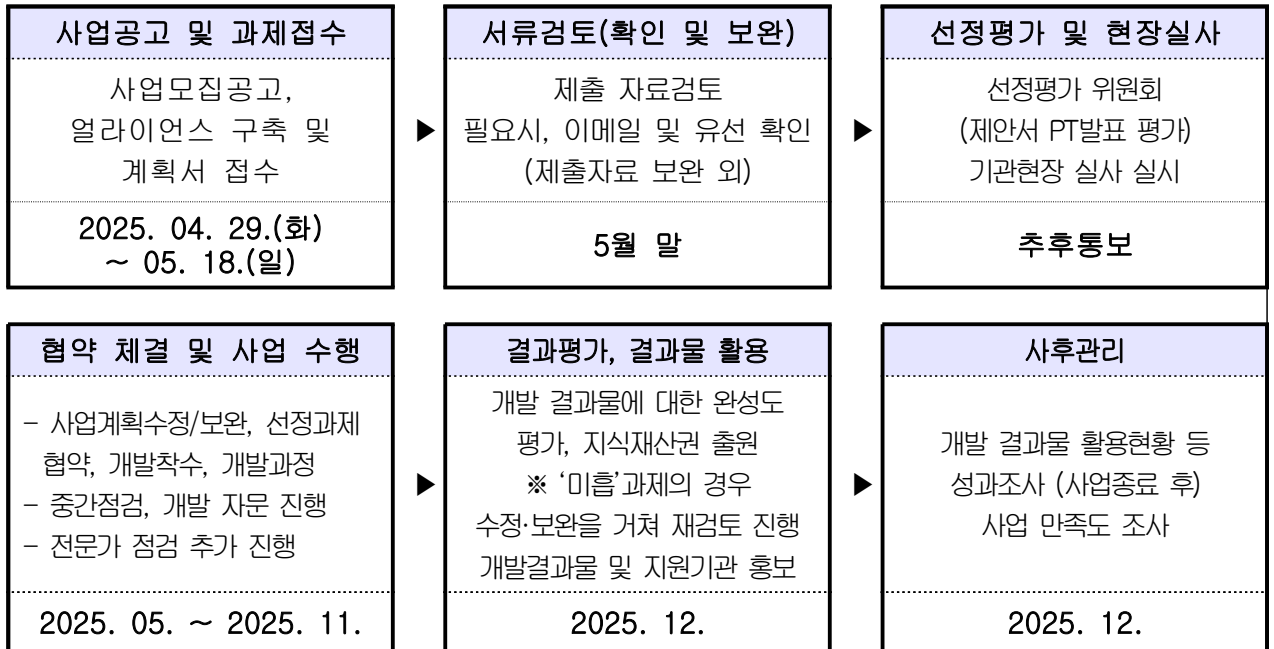 사업공고 및 과제접수
사업모집공고,
얼라이언스 구축 및
계획서 접수
2025. 04. 29.(화)
~ 05. 18.(일)
▶
서류검토(확인 및 보완)
제출 자료검토
필요시, 이메일 및 유선 확인
(제출자료 보완 외)
5월 말
▶
선정평가 및 현장실사
선정평가 위원회
(제안서 PT발표 평가)
기관현장 실사 실시
추후통보
협약 체결 및 사업 수행
- 사업계획수정/보완, 선정과제
협약, 개발착수, 개발과정
- 중간점검, 개발 자문 진행
- 전문가 점검 추가 진행
2025. 05. ~ 2025. 11.
▶
결과평가, 결과물 활용
개발 결과물에 대한 완성도
평가, 지식재산권 출원
※ ‘미흡’과제의 경우
수정·보완을 거쳐 재검토 진행
개발결과물 및 지원기관 홍보
2025. 12.
▶
사후관리
개발 결과물 활용현황 등
성과조사 (사업종료 후)
사업 만족도 조사
2025. 12.